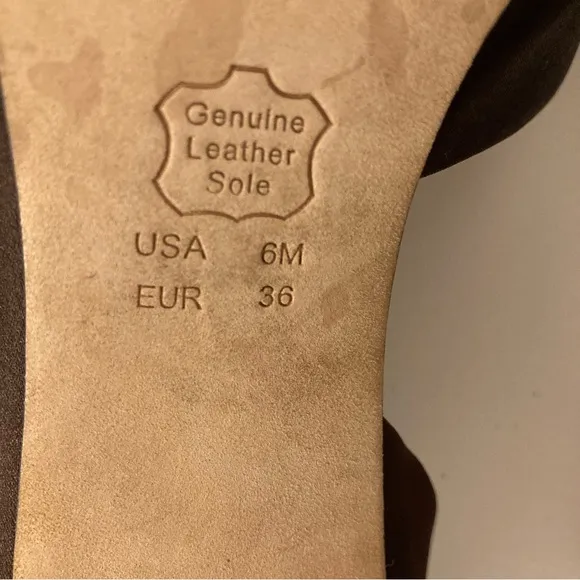 Genuine
Leather
Sole
USA 6M
EUR 36